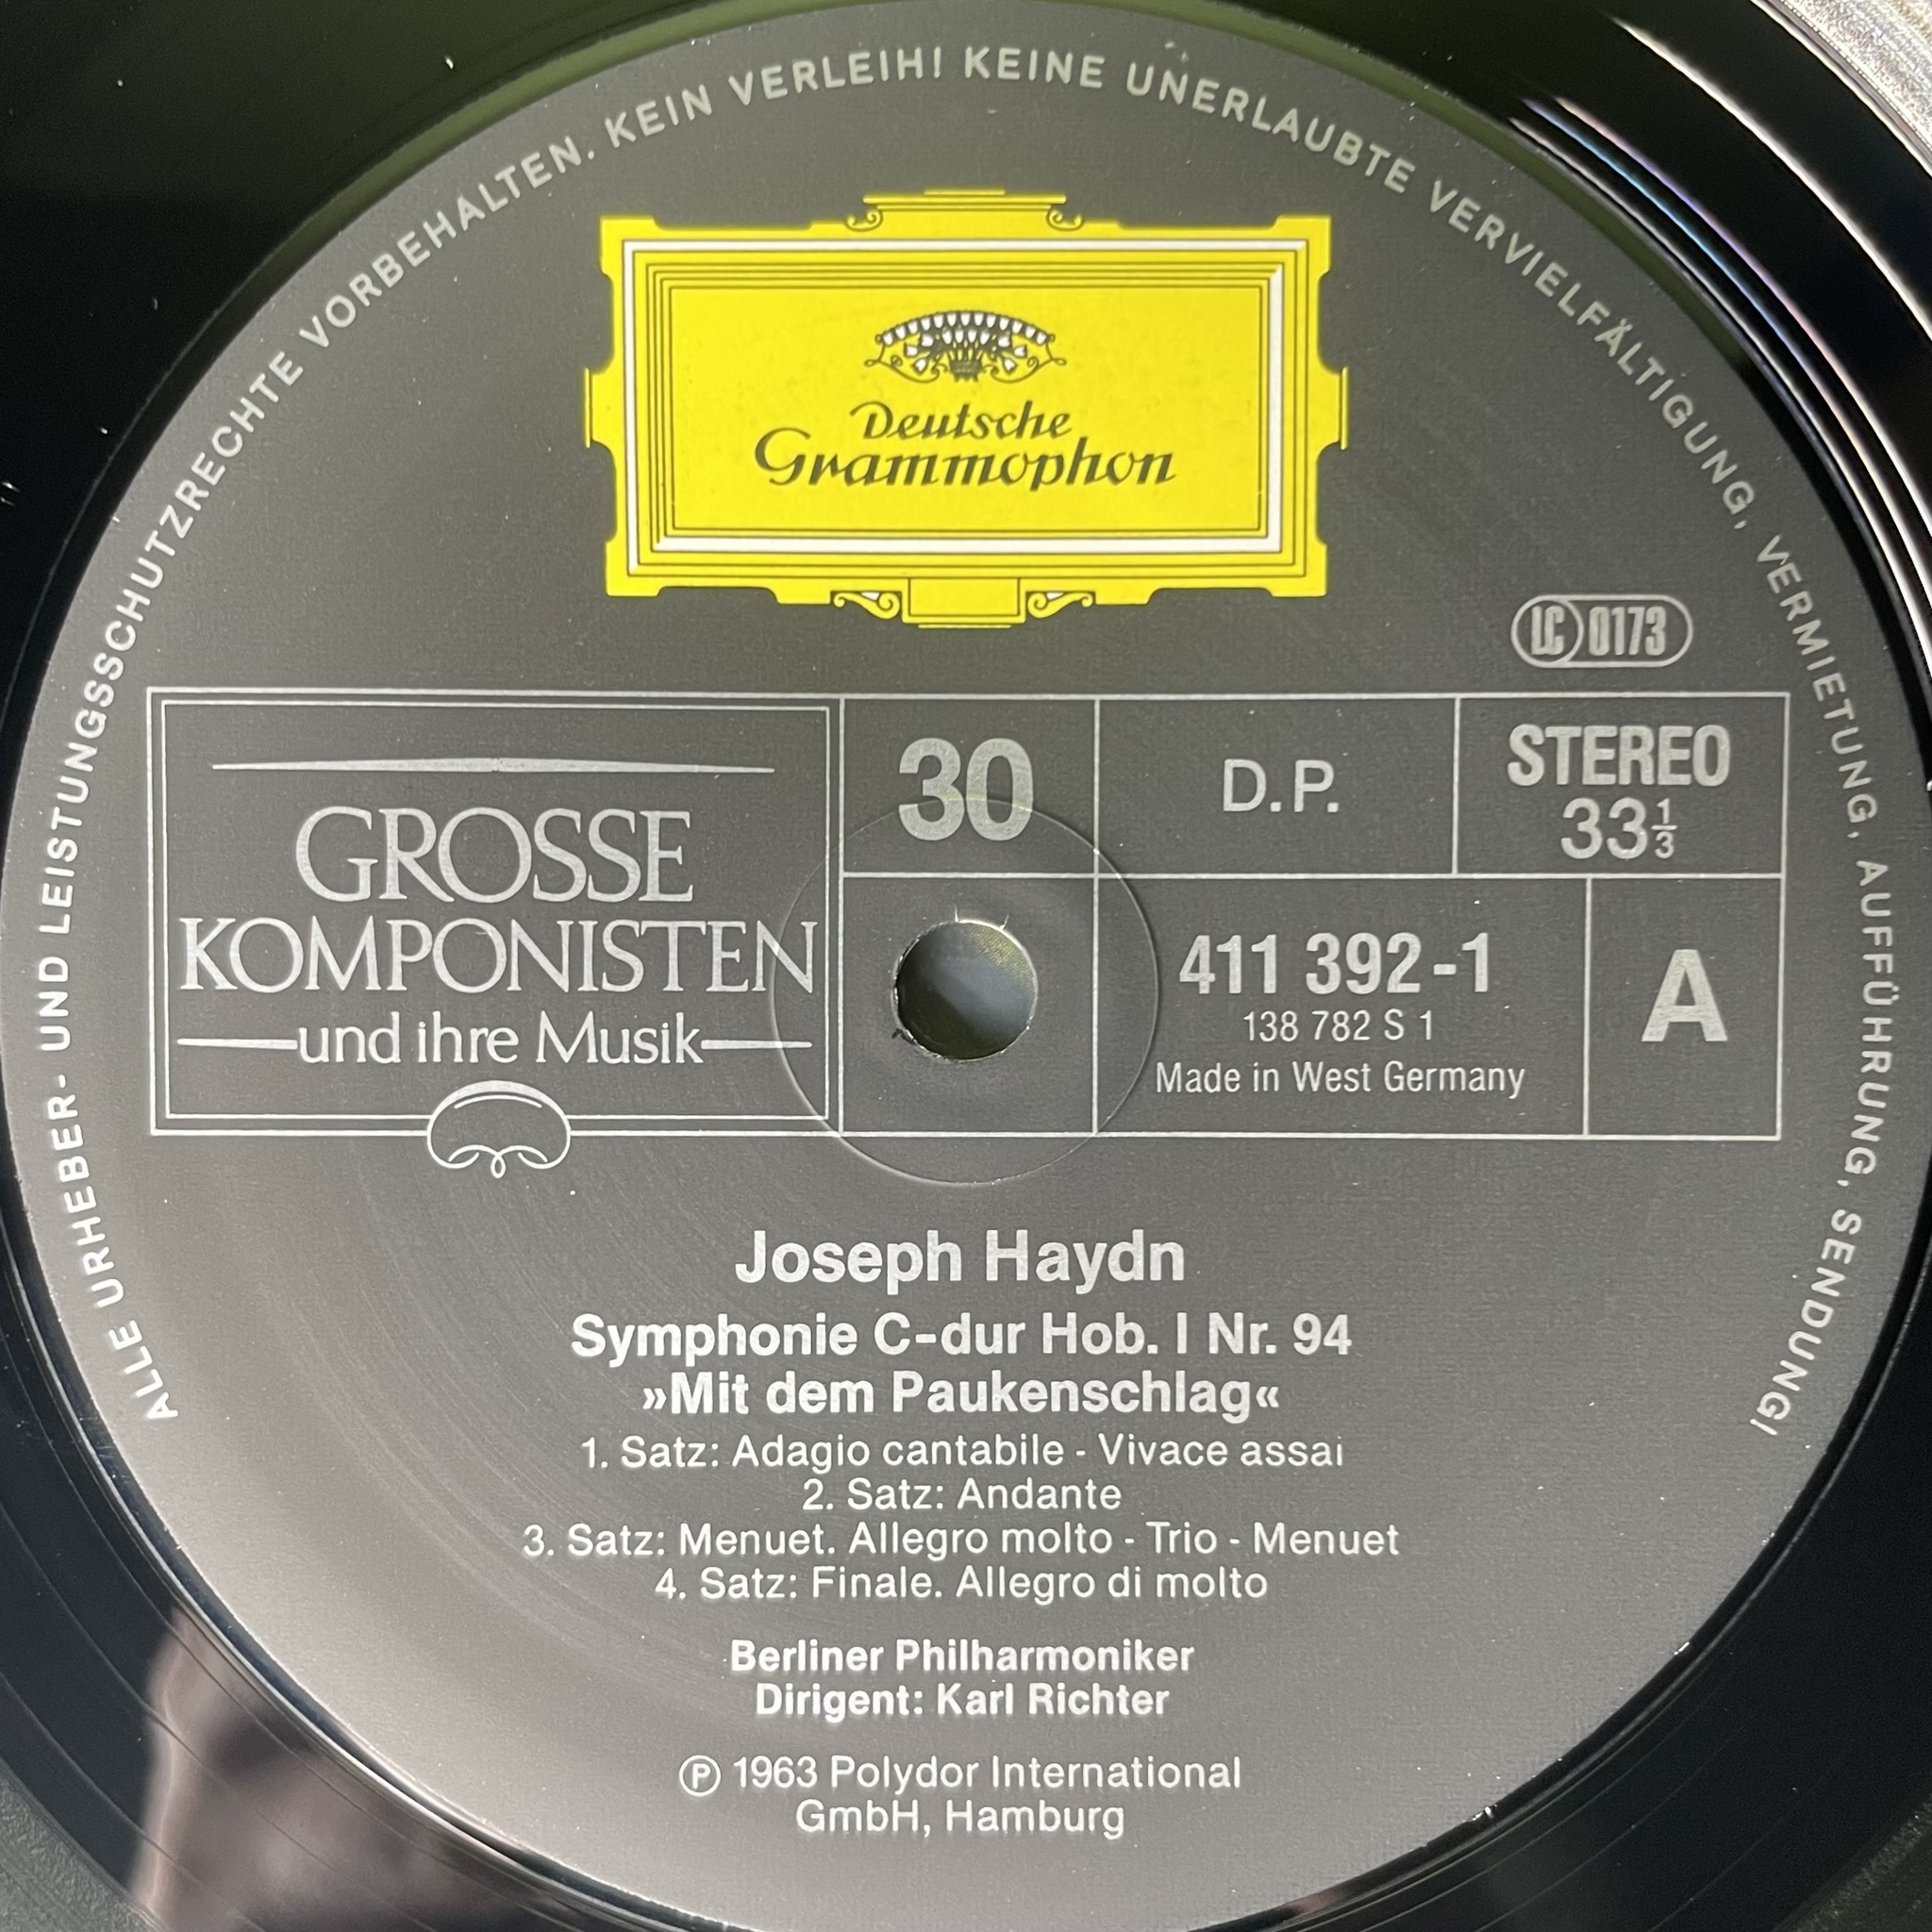 ALLE URHEBER- UND LEISTUNGSSCHUTZRECHTE VORBEHALTEN. KEIN VERLEIH! KEINE UNERLAUBTE VERVIELFÄLTIGUNG, VERMIETUNG, AUFFÜHRUNG, SENDUNG!
Deutsche
Grammophon
LC 0173
GROSSE
KOMPONISTEN
und ihre Musik
30
D.P.
STEREO
33⅓
411 392-1
138 782 S 1
Made in West Germany
A
Joseph Haydn
Symphonie C-dur Hob. I Nr. 94
»Mit dem Paukenschlag«
1. Satz: Adagio cantabile - Vivace assai
2. Satz: Andante
3. Satz: Menuet. Allegro molto - Trio - Menuet
4. Satz: Finale. Allegro di molto
Berliner Philharmoniker
Dirigent: Karl Richter
Ⓟ 1963 Polydor International
GmbH, Hamburg